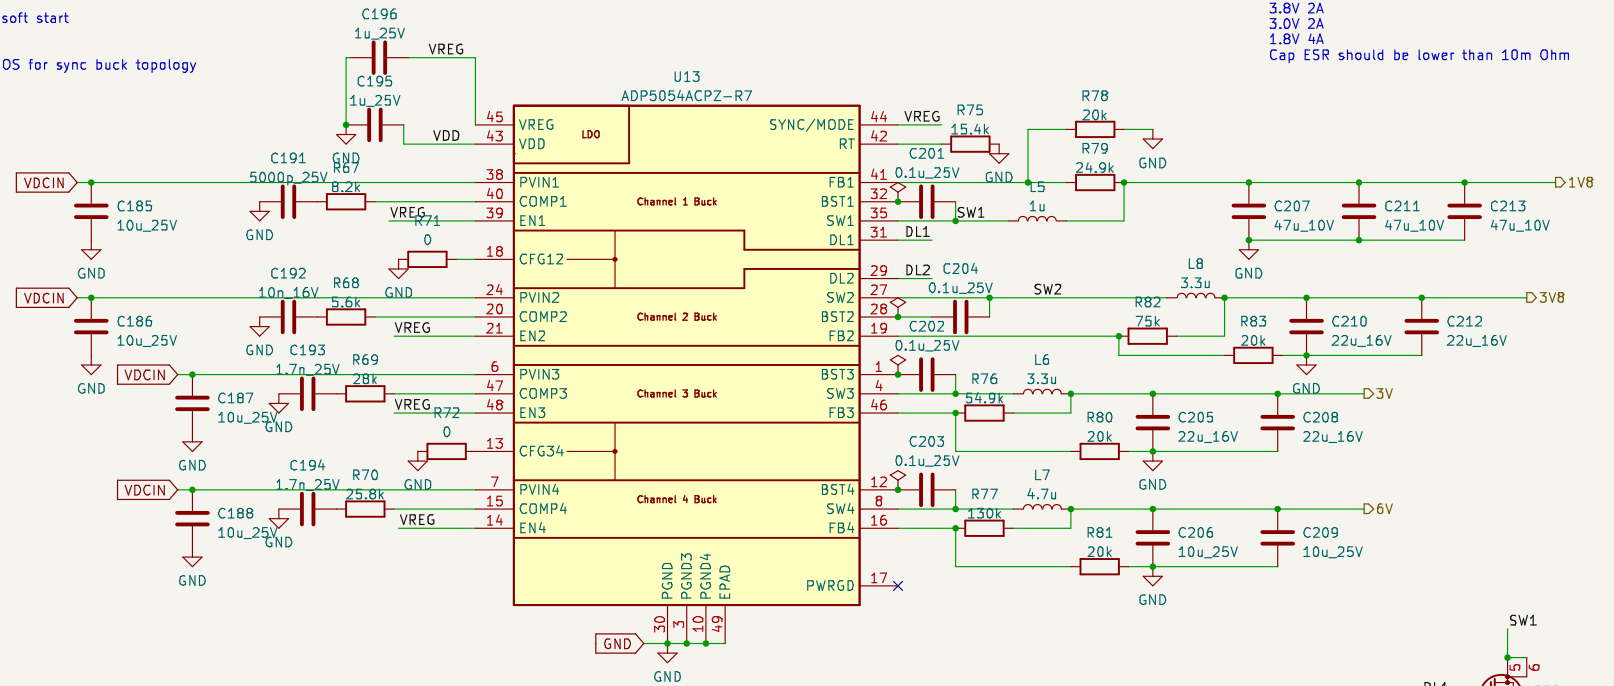 soft start
OS for sync buck topology
3.8V 2A
3.0V 2A
1.8V 4A
Cap ESR should be lower than 10m Ohm
C196
1u_25V
VREG
C195
1u_25V
VDD
GND
U13
ADP5054ACPZ-R7
LDO
45 VREG
43 VDD
SYNC/MODE 44 VREG
RT 42
R75
15.4k
GND
R78
20k
GND
R79
24.9k
VDCIN
C185
10u_25V
GND
C191
5000p_25V
GND
R67
8.2k
VREG
R71
0
GND
38 PVIN1
40 COMP1
39 EN1
Channel 1 Buck
18 CFG12
FB1 41
BST1 32
SW1 35
DL1 31
C201
0.1u_25V
SW1
DL1
L5
1u
1V8
C207
47u_10V
C211
47u_10V
C213
47u_10V
GND
VDCIN
C186
10u_25V
GND
C192
10n_16V
GND
R68
5.6k
VREG
24 PVIN2
20 COMP2
21 EN2
Channel 2 Buck
DL2 29
SW2 27
BST2 28
FB2 19
DL2
C204
0.1u_25V
SW2
L8
3.3u
3V8
R82
75k
R83
20k
C210
22u_16V
C212
22u_16V
GND
VDCIN
C187
10u_25V
GND
C193
1.7n_25V
GND
R69
28k
VREG
R72
0
GND
6 PVIN3
47 COMP3
48 EN3
Channel 3 Buck
13 CFG34
BST3 1
SW3 4
FB3 46
C202
0.1u_25V
R76
54.9k
L6
3.3u
3V
R80
20k
C205
22u_16V
C208
22u_16V
GND
VDCIN
C188
10u_25V
GND
C194
1.7n_25V
GND
R70
25.8k
VREG
7 PVIN4
15 COMP4
14 EN4
Channel 4 Buck
BST4 12
SW4 8
FB4 16
C203
0.1u_25V
R77
130k
L7
4.7u
6V
R81
20k
C206
10u_25V
C209
10u_25V
GND
PWRGD 17
PGND
PGND3
PGND4
EPAD
30
3
10
49
GND
GND
SW1
5
6